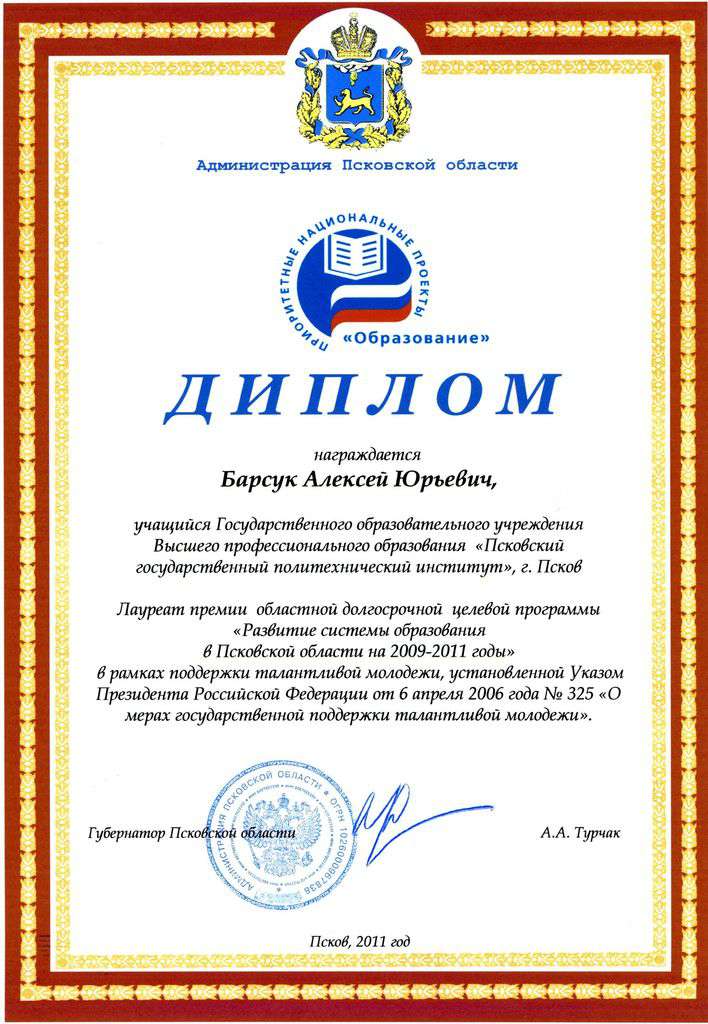 Администрация Псковской области
ПРИОРИТЕТНЫЕ НАЦИОНАЛЬНЫЕ ПРОЕКТЫ
«Образование»
ДИПЛОМ
награждается
Барсук Алексей Юрьевич,
учащийся Государственного образовательного учреждения
Высшего профессионального образования «Псковский
государственный политехнический институт», г. Псков
Лауреат премии областной долгосрочной целевой программы
«Развитие системы образования
в Псковской области на 2009-2011 годы»
в рамках поддержки талантливой молодежи, установленной Указом
Президента Российской Федерации от 6 апреля 2006 года № 325 «О
мерах государственной поддержки талантливой молодежи».
АДМИНИСТРАЦИЯ ПСКОВСКОЙ ОБЛАСТИ * ОГРН 1026000967836
Губернатор Псковской области
А.А. Турчак
Псков, 2011 год